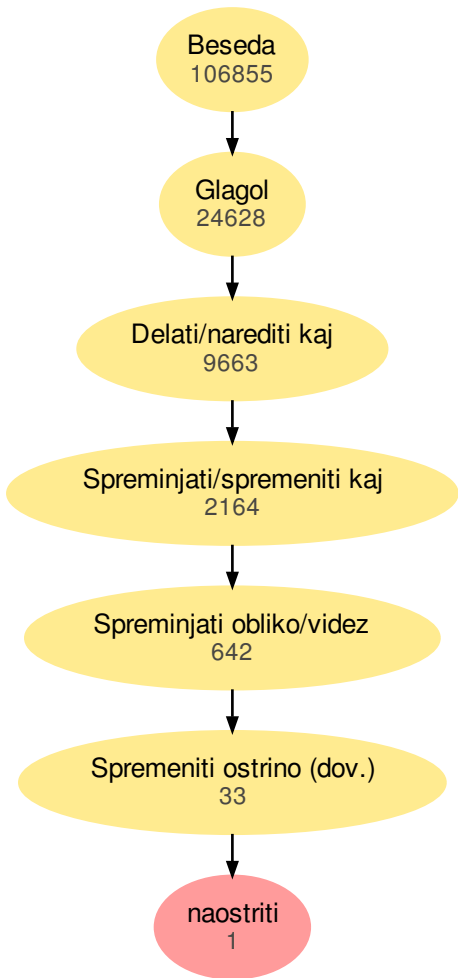 Beseda
106855
Glagol
24628
Delati/narediti kaj
9663
Spreminjati/spremeniti kaj
2164
Spreminjati obliko/videz
642
Spremeniti ostrino (dov.)
33
naostriti
1